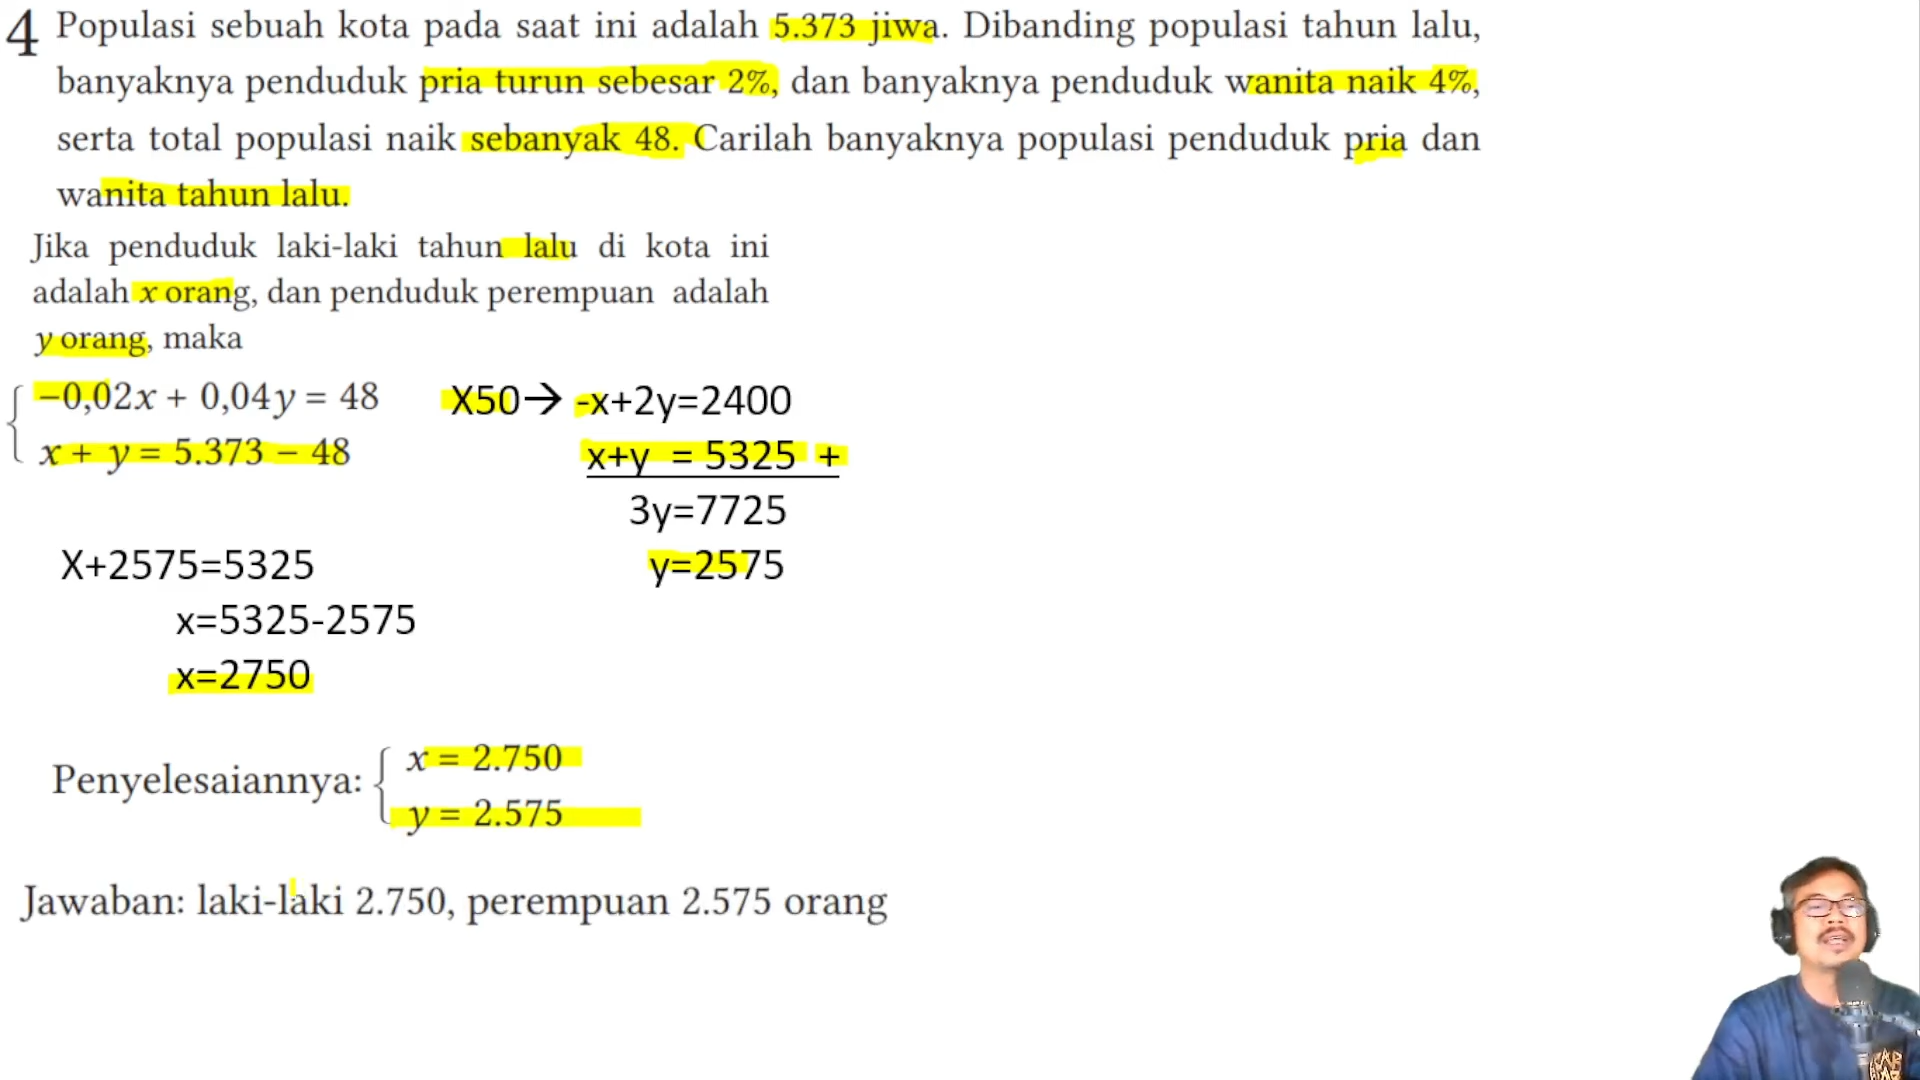 4 Populasi sebuah kota pada saat ini adalah 5.373 jiwa. Dibanding populasi tahun lalu,
banyaknya penduduk pria turun sebesar 2%, dan banyaknya penduduk wanita naik 4%,
serta total populasi naik sebanyak 48. Carilah banyaknya populasi penduduk pria dan
wanita tahun lalu.
Jika penduduk laki-laki tahun lalu di kota ini
adalah x orang, dan penduduk perempuan adalah
y orang, maka
−0,02x + 0,04y = 48
x + y = 5.373 − 48
X50→ -x+2y=2400
x+y = 5325 +
3y=7725
y=2575
X+2575=5325
x=5325-2575
x=2750
Penyelesaiannya: { x = 2.750
y = 2.575
Jawaban: laki-laki 2.750, perempuan 2.575 orang